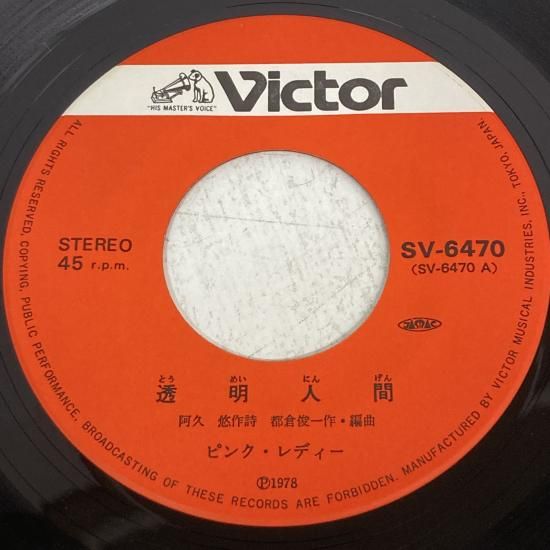 Victor
"HIS MASTER'S VOICE"
STEREO
45 r.p.m.
SV-6470
(SV-6470 A)
とう めい にん げん
透明人間
阿久 悠作詩 都倉俊一作・編曲
ピンク・レディー
Ⓟ1978
ALL RIGHTS RESERVED. COPYING, PUBLIC PERFORMANCE, BROADCASTING OF THESE RECORDS ARE FORBIDDEN. MANUFACTURED BY VICTOR MUSICAL INDUSTRIES, INC., TOKYO, JAPAN.